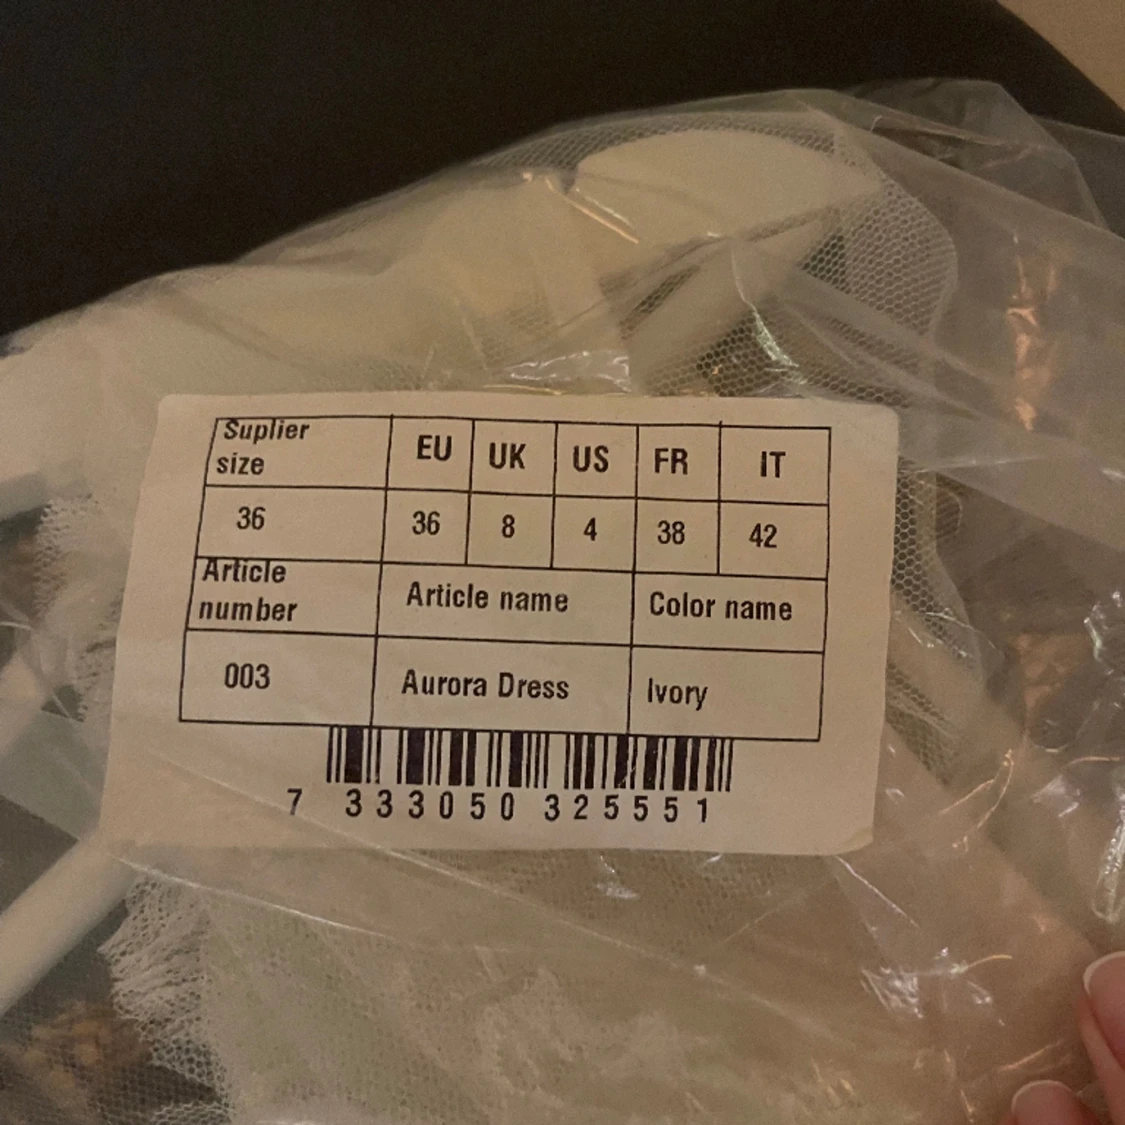 Suplier size EU UK US FR IT
36 36 8 4 38 42
Article number Article name Color name
003 Aurora Dress Ivory
7 333050 325551